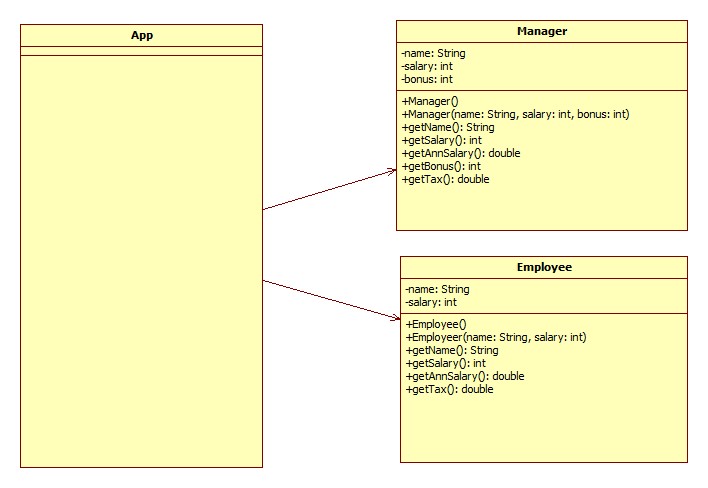 App
Manager
-name: String
-salary: int
-bonus: int
+Manager()
+Manager(name: String, salary: int, bonus: int)
+getName(): String
+getSalary(): int
+getAnnSalary(): double
+getBonus(): int
+getTax(): double
Employee
-name: String
-salary: int
+Employee()
+Employeer(name: String, salary: int)
+getName(): String
+getSalary(): int
+getAnnSalary(): double
+getTax(): double